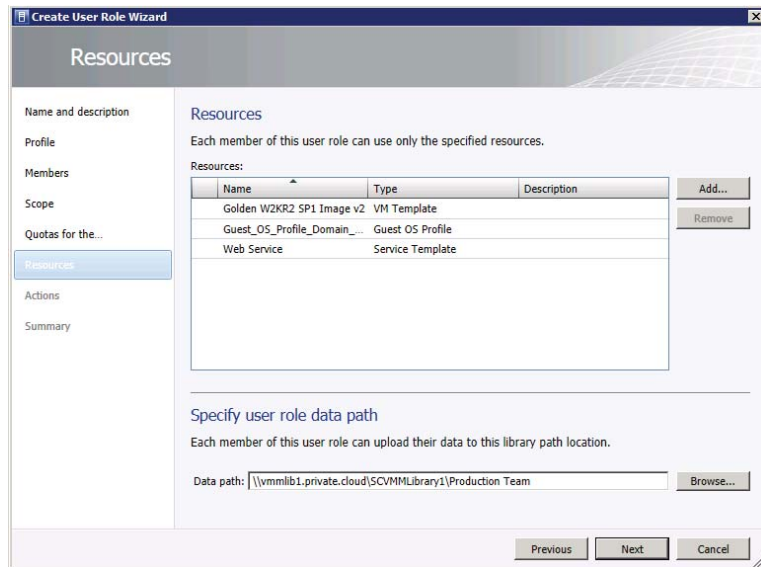 Create User Role Wizard
Resources
Name and description
Profile
Members
Scope
Quotas for the...
Resources
Actions
Summary
Resources
Each member of this user role can use only the specified resources.
Resources:
Name Type Description
Golden W2KR2 SP1 Image v2 VM Template
Guest_OS_Profile_Domain_... Guest OS Profile
Web Service Service Template
Add...
Remove
Specify user role data path
Each member of this user role can upload their data to this library path location.
Data path: \\vmmlib1.private.cloud\SCVMMLibrary1\Production Team Browse...
Previous Next Cancel